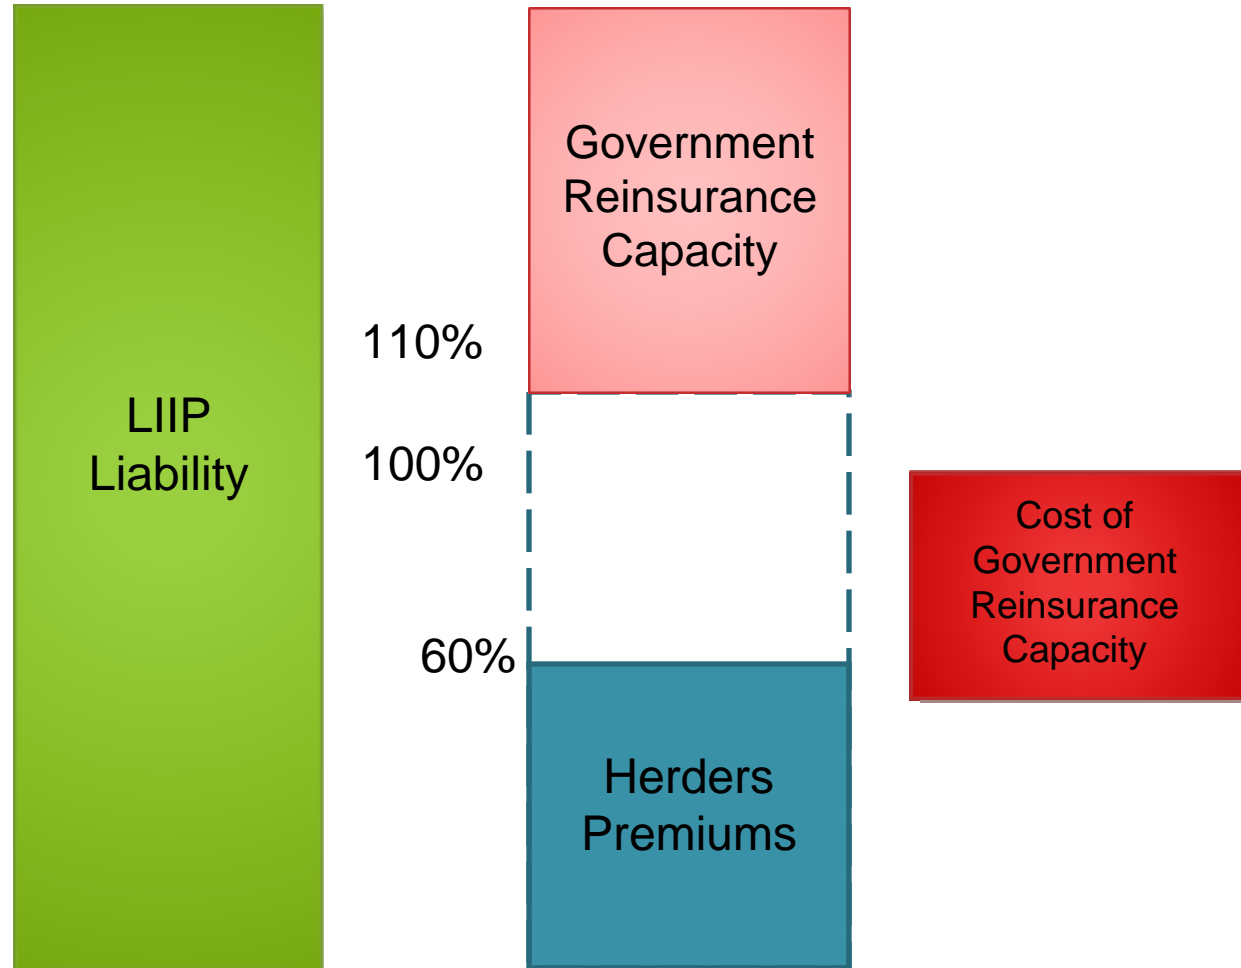 LIIP
Liability
110%
100%
60%
Government
Reinsurance
Capacity
Herders
Premiums
Cost of
Government
Reinsurance
Capacity